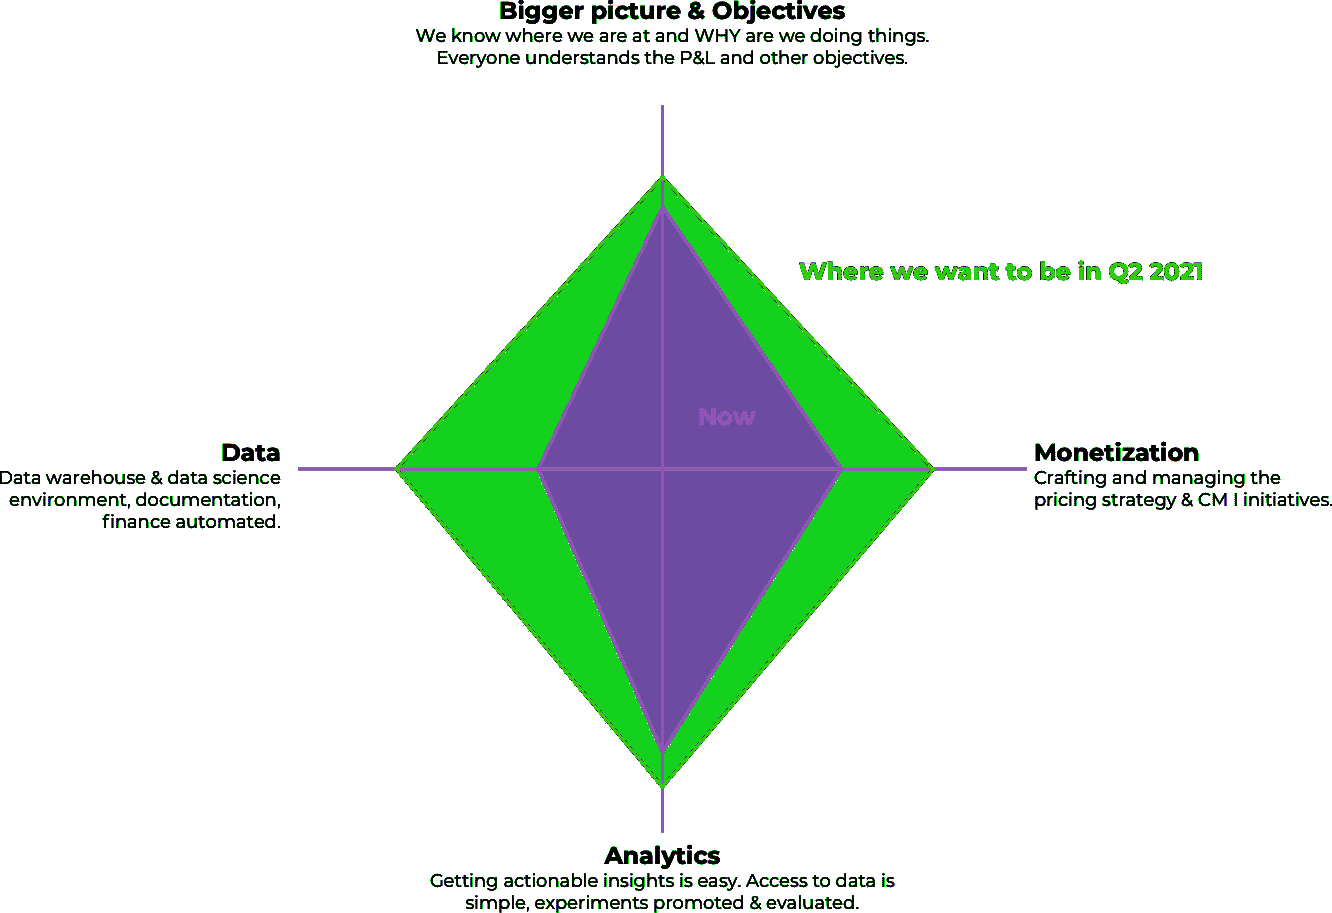 Bigger picture & Objectives
We know where we are at and WHY are we doing things.
Everyone understands the P&L and other objectives.
Where we want to be in Q2 2021
Now
Data
Data warehouse & data science
environment, documentation,
finance automated.
Monetization
Crafting and managing the
pricing strategy & CM I initiatives.
Analytics
Getting actionable insights is easy. Access to data is
simple, experiments promoted & evaluated.